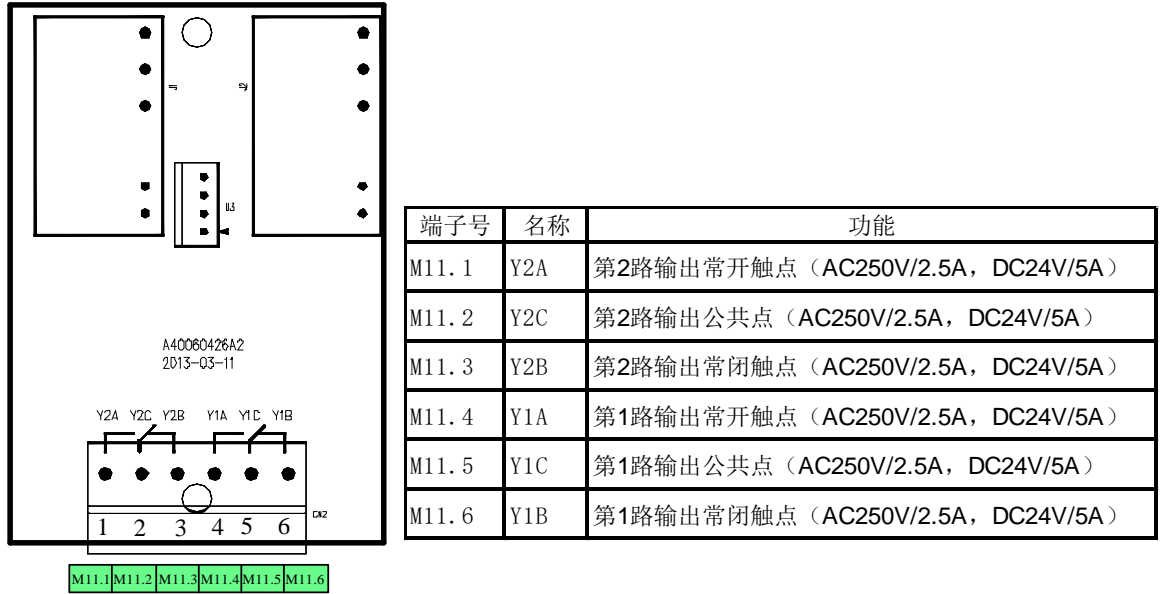 U1
U2
U3
A40060426A2
2013-03-11
Y2A Y2C Y2B Y1A Y1C Y1B
CN2
1 2 3 4 5 6
M11.1 M11.2 M11.3 M11.4 M11.5 M11.6
端子号 名称 功能
M11.1 Y2A 第2路输出常开触点（AC250V/2.5A，DC24V/5A）
M11.2 Y2C 第2路输出公共点（AC250V/2.5A，DC24V/5A）
M11.3 Y2B 第2路输出常闭触点（AC250V/2.5A，DC24V/5A）
M11.4 Y1A 第1路输出常开触点（AC250V/2.5A，DC24V/5A）
M11.5 Y1C 第1路输出公共点（AC250V/2.5A，DC24V/5A）
M11.6 Y1B 第1路输出常闭触点（AC250V/2.5A，DC24V/5A）